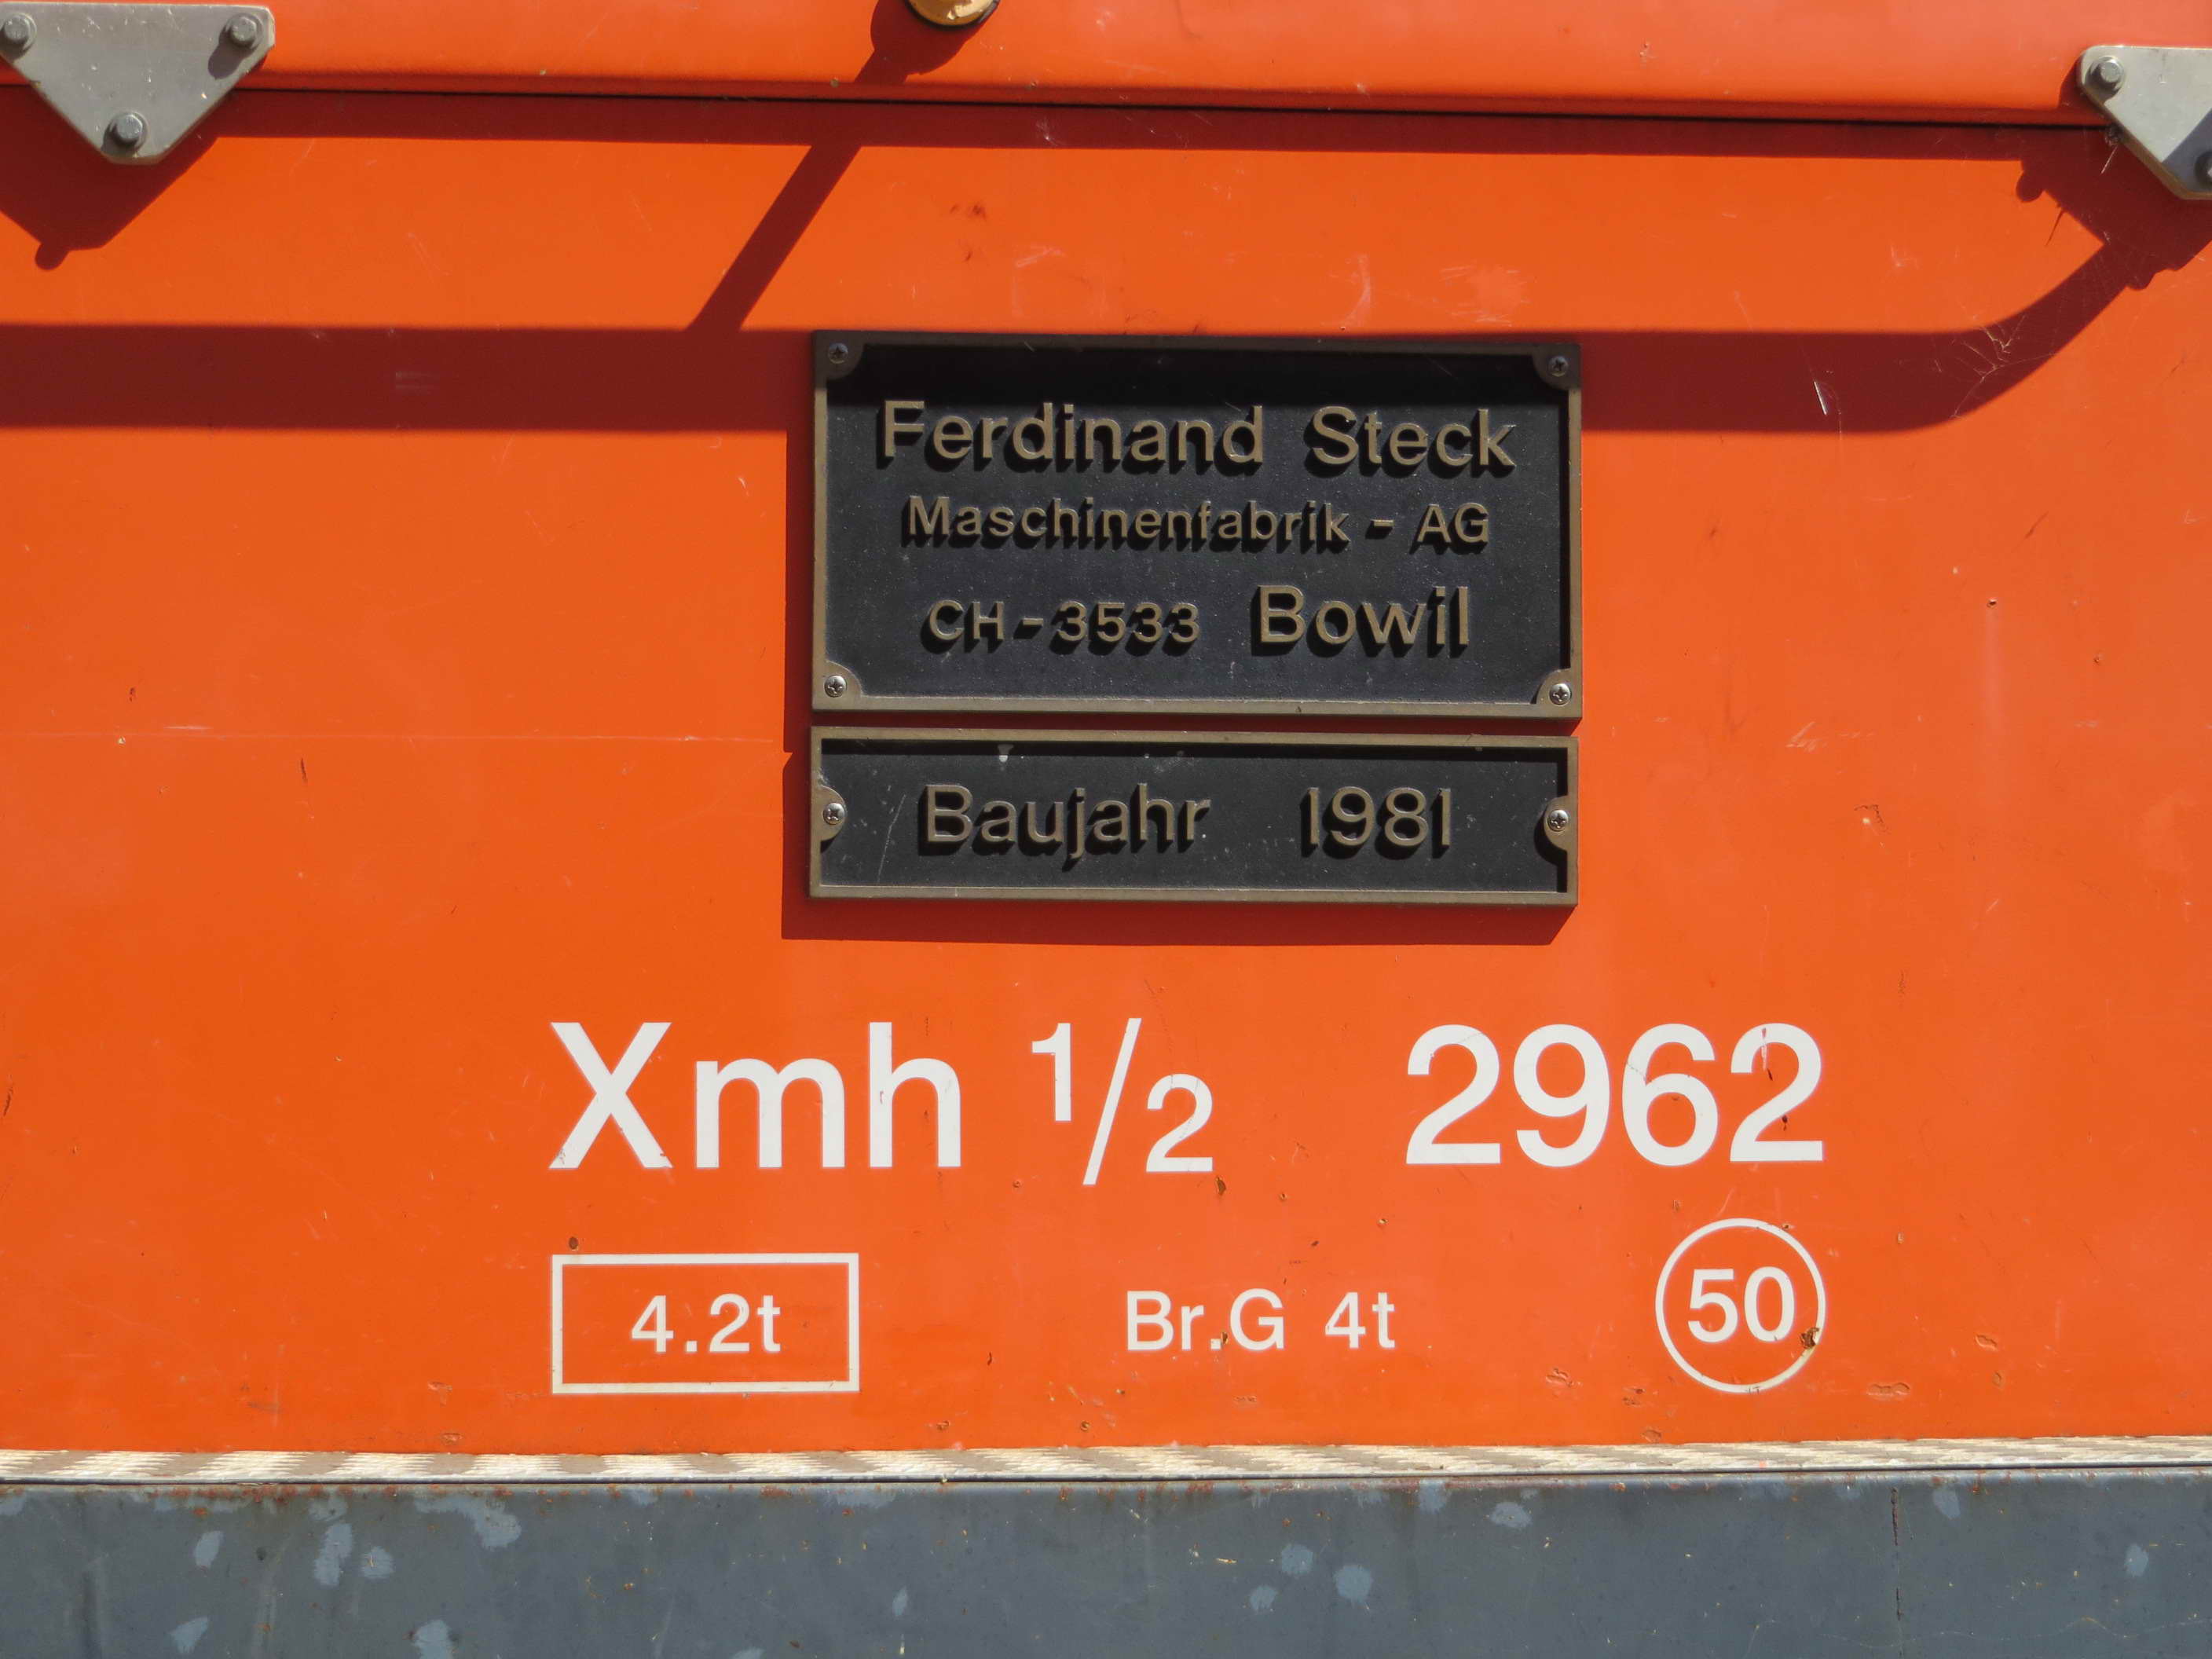 Ferdinand Steck
Maschinenfabrik - AG
CH - 3533 Bowil
Baujahr 1981
Xmh 1/2 2962
4.2t Br.G 4t 50